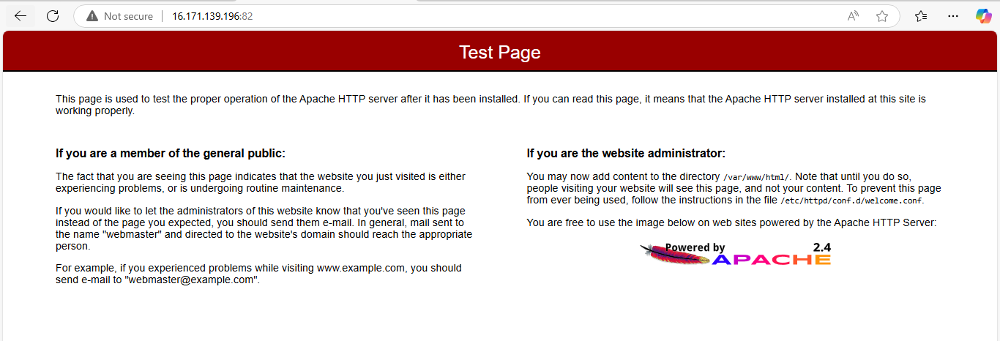 Not secure 16.171.139.196:82
Test Page
This page is used to test the proper operation of the Apache HTTP server after it has been installed. If you can read this page, it means that the Apache HTTP server installed at this site is
working properly.
If you are a member of the general public:
The fact that you are seeing this page indicates that the website you just visited is either
experiencing problems, or is undergoing routine maintenance.
If you would like to let the administrators of this website know that you've seen this page
instead of the page you expected, you should send them e-mail. In general, mail sent to
the name "webmaster" and directed to the website's domain should reach the appropriate
person.
For example, if you experienced problems while visiting www.example.com, you should
send e-mail to "webmaster@example.com".
If you are the website administrator:
You may now add content to the directory /var/www/html/. Note that until you do so,
people visiting your website will see this page, and not your content. To prevent this page
from ever being used, follow the instructions in the file /etc/httpd/conf.d/welcome.conf.
You are free to use the image below on web sites powered by the Apache HTTP Server:
Powered by 2.4
APACHE